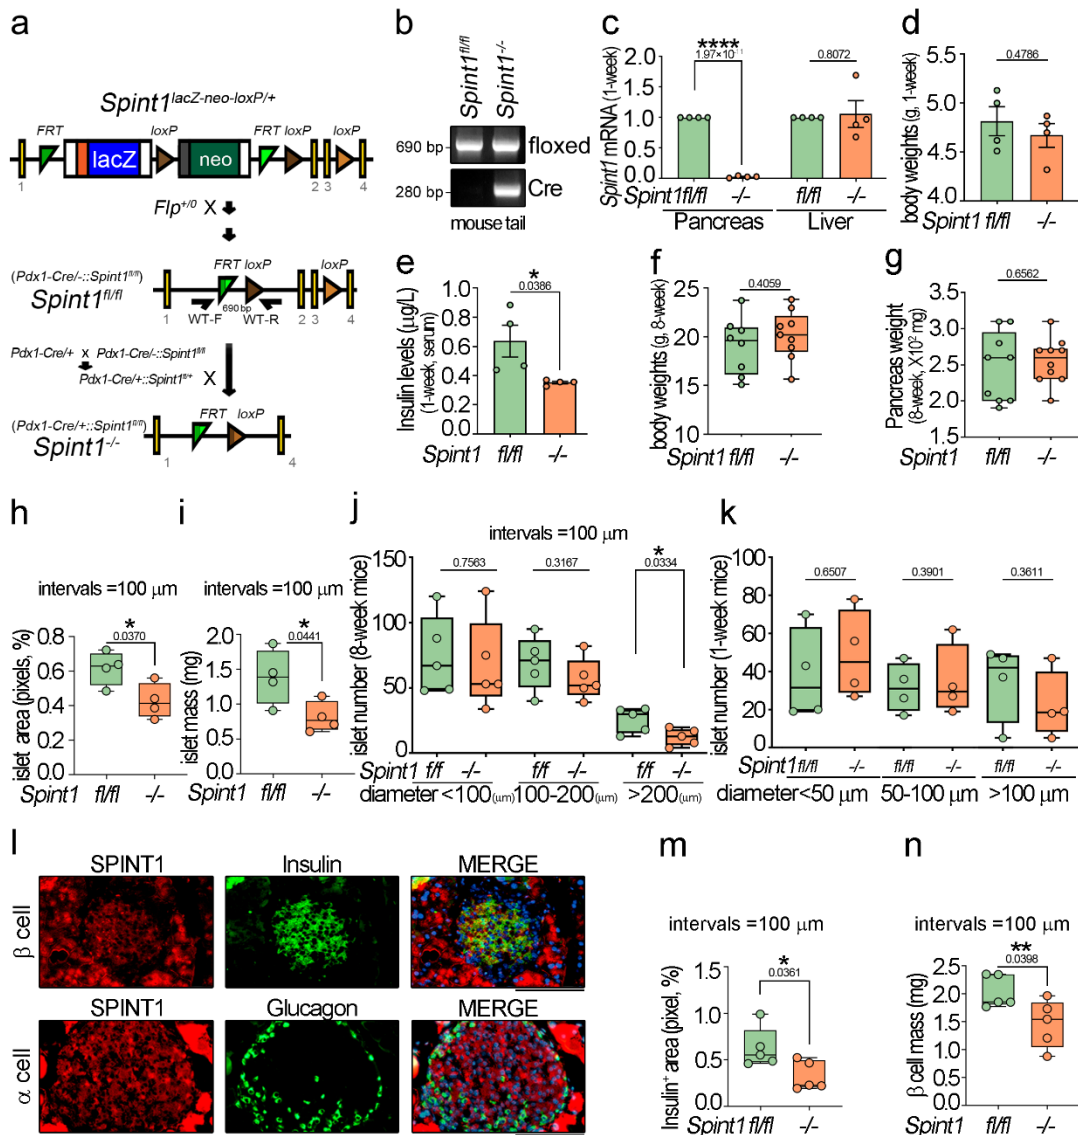 a
Spint1lacZ-neo-loxP/+
FRT
loxP
FRT loxP
loxP
lacZ
neo
1
2 3
4
Flp+/0 X
(Pdx1-Cre/-::Spint1fl/fl)
FRT loxP
loxP
Spint1fl/fl
690 bp
1
WT-F
WT-R
2 3
4
Pdx1-Cre/+ X Pdx1-Cre/-::Spint1fl/fl
Pdx1-Cre/+::Spint1fl/+ X
FRT loxP
(Pdx1-Cre/+::Spint1fl/fl)
Spint1-/-
1
4
b
Spint1fl/fl
Spint1-/-
690 bp
floxed
280 bp
Cre
mouse tail
c
Spint1 mRNA (1-week)
2.0
1.5
1.0
0.5
0.0
****
0.8072
Spint1 fl/fl -/- fl/fl -/-
Pancreas Liver
d
body weights (g, 1-week)
5.5
5.0
4.5
4.0
0.4786
Spint1 fl/fl -/-
e
Insulin levels (µg/L)
(1-week, serum)
1.0
0.8
0.6
0.4
0.2
0.0
*
0.0386
Spint1 fl/fl -/-
f
body weights (g, 8-week)
25
20
15
10
0.4059
Spint1 fl/fl -/-
g
Pancreas weight
(8-week, X10² mg)
3.5
3.0
2.5
2.0
1.5
0.6562
Spint1 fl/fl -/-
h
intervals =100 µm
islet area (pixels, %)
0.8
0.6
0.4
0.2
0.0
*
0.0370
Spint1 fl/fl -/-
i
intervals =100 µm
islet mass (mg)
2.0
1.5
1.0
0.5
0.0
*
0.0441
Spint1 fl/fl -/-
j
intervals =100 µm
islet number (8-week mice)
150
100
50
0
0.7563
0.3167
*
0.0334
Spint1 f/f -/- f/f -/- f/f -/-
diameter<100(µm) 100-200(µm) >200(µm)
k
islet number (1-week mice)
100
80
60
40
20
0
0.6507
0.3901
0.3611
Spint1 fl/fl -/- fl/fl -/- fl/fl -/-
diameter<50 µm 50-100 µm >100 µm
l
SPINT1 Insulin MERGE
β cell
SPINT1 Glucagon MERGE
α cell
m
intervals =100 µm
Insulin+ area (pixel, %)
1.5
1.0
0.5
0.0
*
0.0361
Spint1 fl/fl -/-
n
intervals =100 µm
β cell mass (mg)
2.5
2.0
1.5
1.0
0.5
0.0
**
0.0398
Spint1 fl/fl -/-